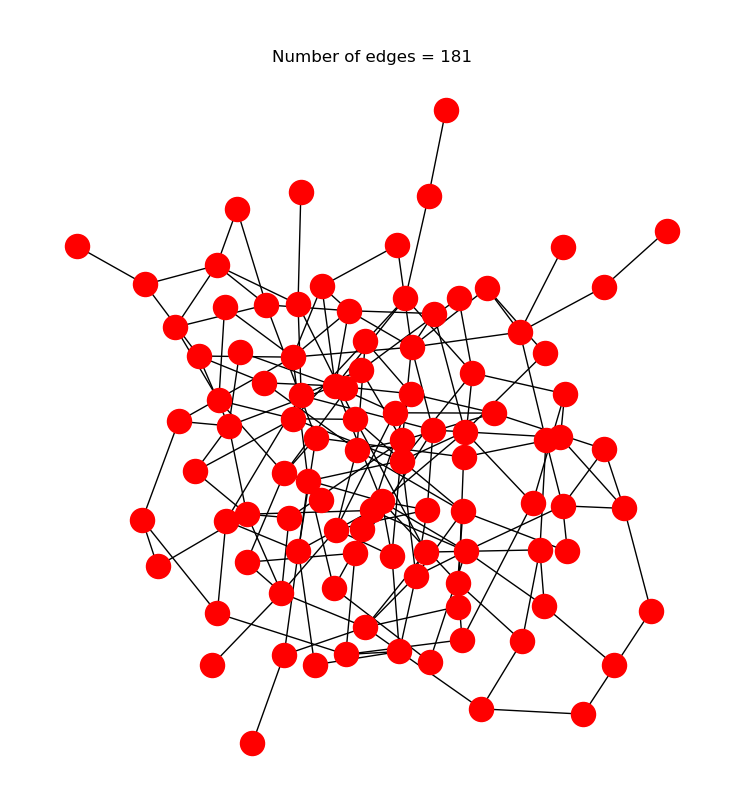 Number of edges = 181